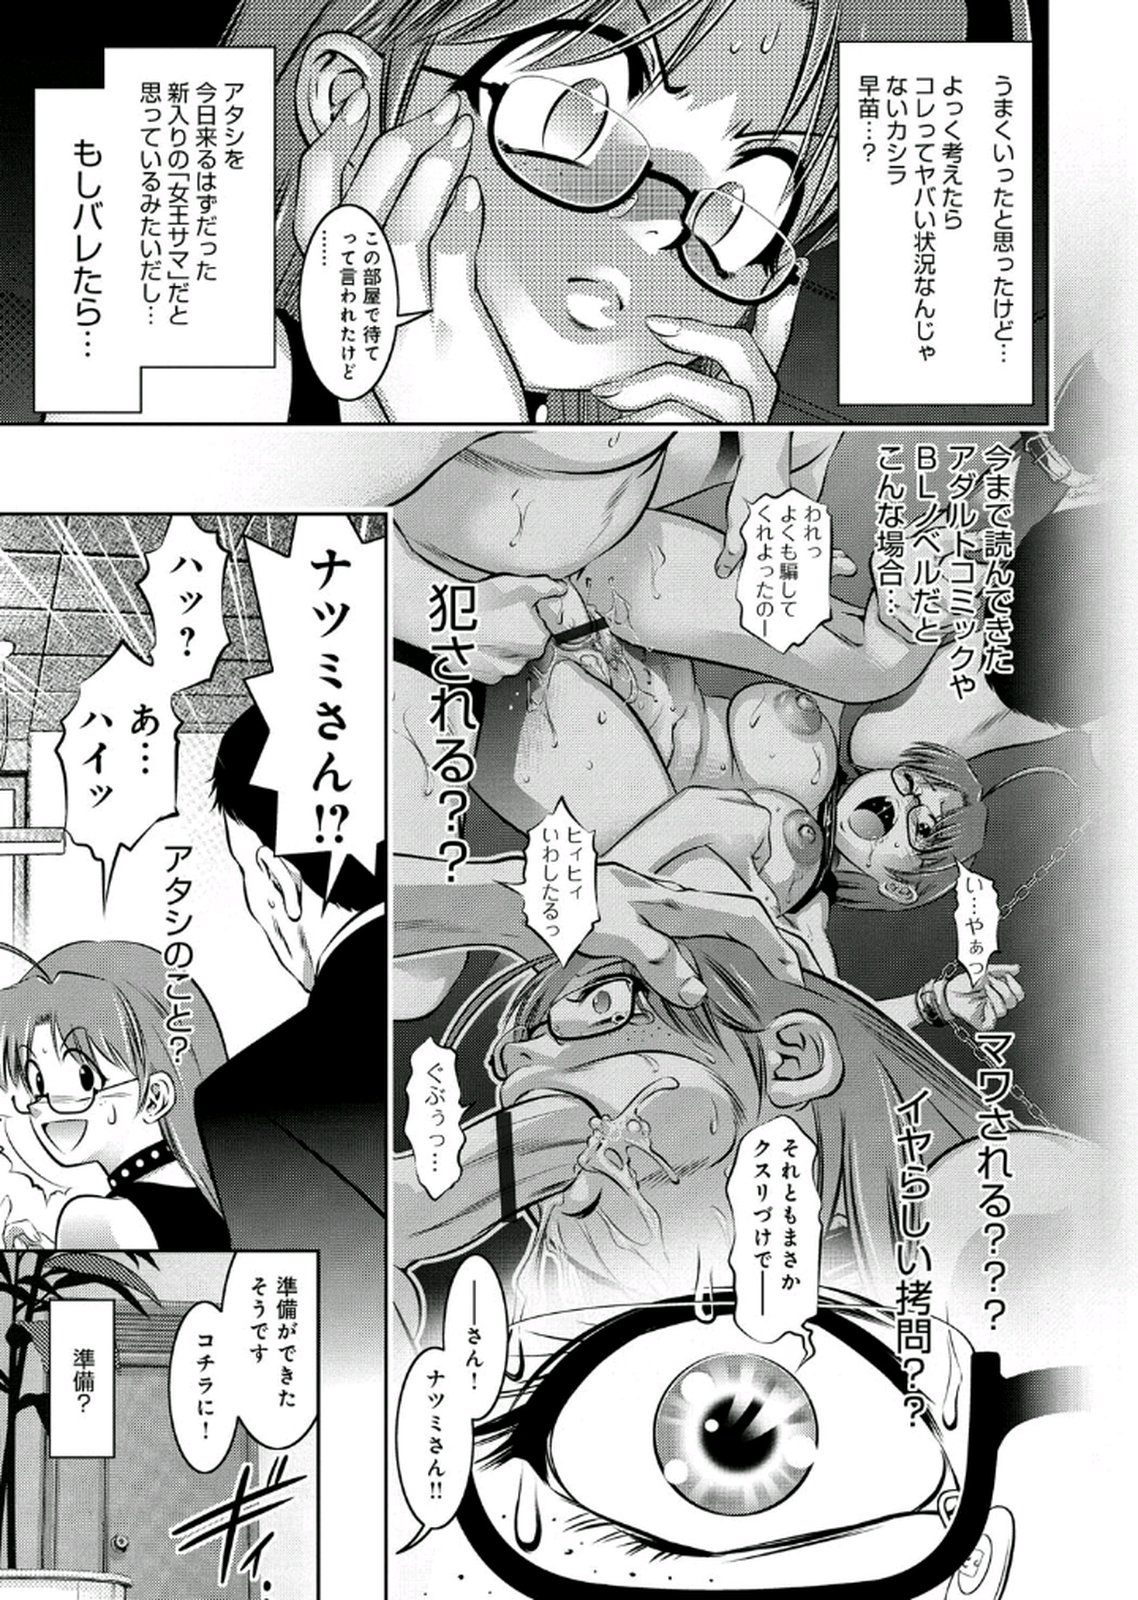 うまくいったと思ったけど…
よっく考えたら
コレってヤバい状況なんじゃ
ないカシラ
早苗…？
この部屋で待て
って言われたけど
……
アタシを
今日来るはずだった
新入りの「女王サマ」だと
思っているみたいだし…
もしバレたら…
今まで読んできた
アダルトコミックや
BLノベルだと
こんな場合…
われっ
よくも騙して
くれよったのー
犯される？？
い…やぁっ
ヒィヒィ
いわしたるっ
マワされる？？？
イヤらしい拷問？？
ぐぶぅっ…
それともまさか
クスリづけで――
――さん！
ナツミさん!!
ナツミさん!?
ハッ？
あ…
ハイッ
アタシのこと？
準備ができた
そうです
コチラに！
ギィ・
準備？